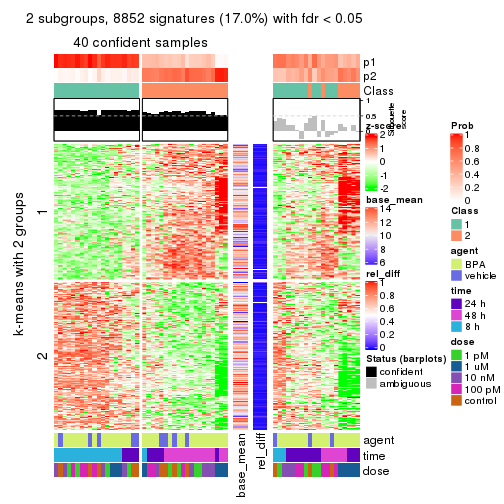 2 subgroups, 8852 signatures (17.0%) with fdr < 0.05
40 confident samples
p1
p2
Class
1
0.5
0
Silhouette
score
k-means with 2 groups
1
2
base_mean
rel_diff
agent
time
dose
z-score
2
1
0
-1
-2
base_mean
14
12
10
8
6
rel_diff
1
0.8
0.6
0.4
0.2
0
Status (barplots)
confident
ambiguous
Prob
1
0.8
0.6
0.4
0.2
0
Class
1
2
agent
BPA
vehicle
time
24 h
48 h
8 h
dose
1 pM
1 uM
10 nM
100 pM
control